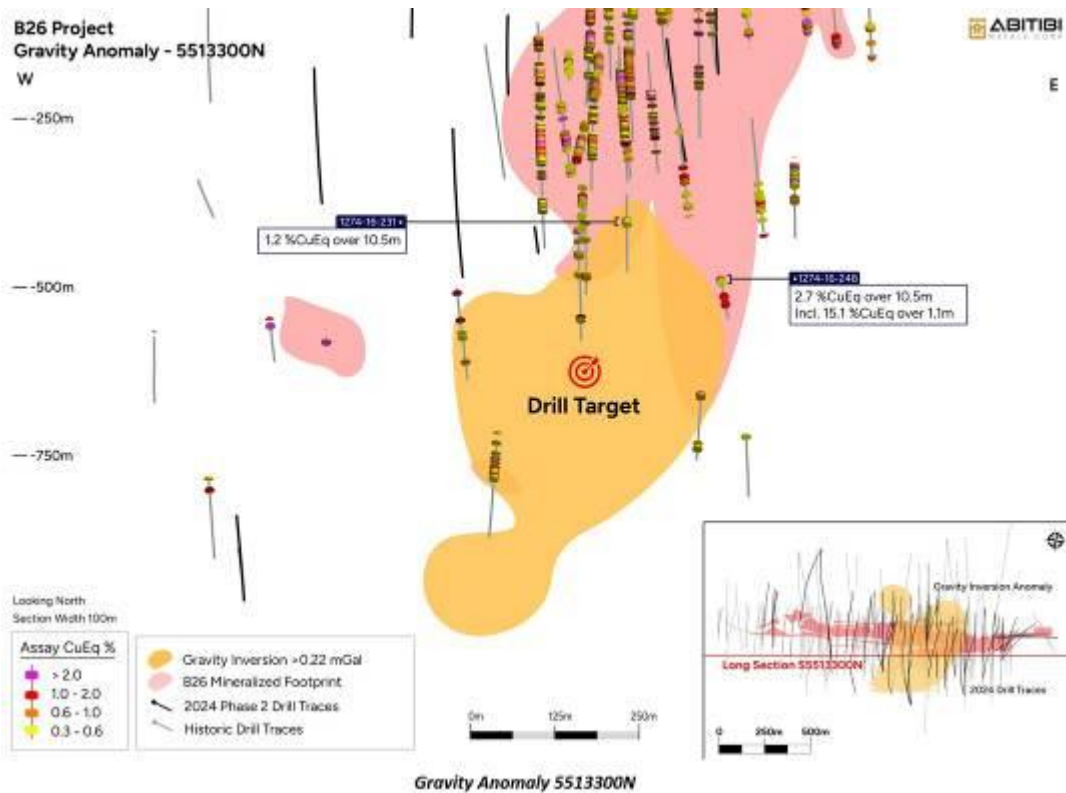 B26 Project
Gravity Anomaly - 5513300N
W
ABITIBI
METALS CORP
E
-250m
1274-16-231
1.2 %CuEq over 10.5m
-500m
1274-16-246
2.7 %CuEq over 10.5m
Incl. 15.1 %CuEq over 1.1m
Drill Target
-750m
Looking North
Section Width 100m
Assay CuEq %
> 2.0
1.0 - 2.0
0.6 - 1.0
0.3 - 0.6
Gravity Inversion >0.22 mGal
B26 Mineralized Footprint
2024 Phase 2 Drill Traces
Historic Drill Traces
0m 125m 250m
Gravity Inversion Anomaly
Long Section 55513300N
2024 Drill Traces
0 250m 500m
Gravity Anomaly 5513300N